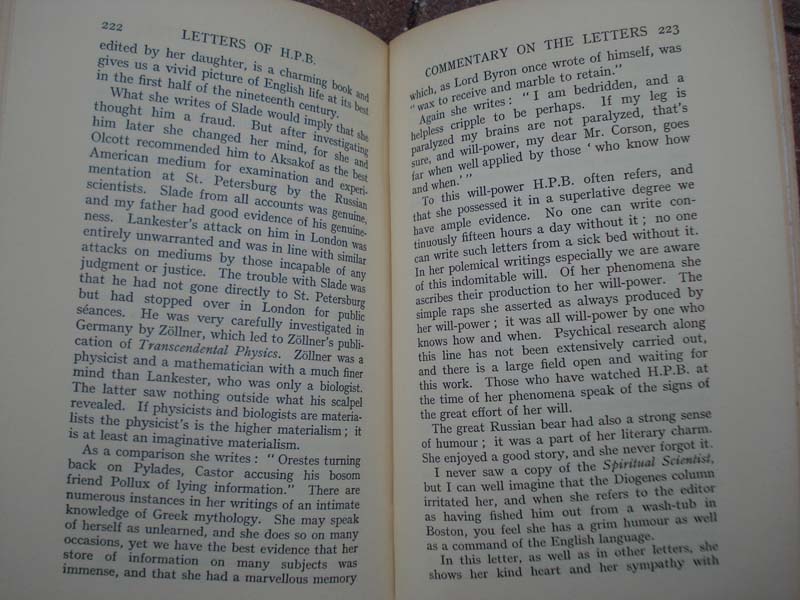 222
LETTERS OF H.P.B.
edited by her daughter, is a charming book and
gives us a vivid picture of English life at its best
in the first half of the nineteenth century.
What she writes of Slade would imply that she
thought him a fraud. But after investigating
him later she changed her mind, for she and
Olcott recommended him to Aksakof as the best
American medium for examination and experi-
mentation at St. Petersburg by the Russian
scientists. Slade from all accounts was genuine,
and my father had good evidence of his genuine-
ness. Lankester's attack on him in London was
entirely unwarranted and was in line with similar
attacks on mediums by those incapable of any
judgment or justice. The trouble with Slade was
that he had not gone directly to St. Petersburg
but had stopped over in London for public
séances. He was very carefully investigated in
Germany by Zöllner, which led to Zöllner's publi-
cation of Transcendental Physics. Zöllner was a
physicist and a mathematician with a much finer
mind than Lankester, who was only a biologist.
The latter saw nothing outside what his scalpel
revealed. If physicists and biologists are materia-
lists the physicist's is the higher materialism; it
is at least an imaginative materialism.
As a comparison she writes: "Orestes turning
back on Pylades, Castor accusing his bosom
friend Pollux of lying information." There are
numerous instances in her writings of an intimate
knowledge of Greek mythology. She may speak
of herself as unlearned, and she does so on many
occasions, yet we have the best evidence that her
store of information on many subjects was
immense, and that she had a marvellous memory
COMMENTARY ON THE LETTERS 223
which, as Lord Byron once wrote of himself, was
"wax to receive and marble to retain."
Again she writes: "I am bedridden, and a
helpless cripple to be perhaps. If my leg is
paralyzed my brains are not paralyzed, that's
sure, and will-power, my dear Mr. Corson, goes
far when well applied by those 'who know how
and when.'"
To this will-power H.P.B. often refers, and
that she possessed it in a superlative degree we
have ample evidence. No one can write con-
tinuously fifteen hours a day without it; no one
can write such letters from a sick bed without it.
In her polemical writings especially we are aware
of this indomitable will. Of her phenomena she
ascribes their production to her will-power. The
simple raps she asserted as always produced by
her will-power; it was all will-power by one who
knows how and when. Psychical research along
this line has not been extensively carried out,
and there is a large field open and waiting for
this work. Those who have watched H.P.B. at
the time of her phenomena speak of the signs of
the great effort of her will.
The great Russian bear had also a strong sense
of humour; it was a part of her literary charm.
She enjoyed a good story, and she never forgot it.
I never saw a copy of the Spiritual Scientist,
but I can well imagine that the Diogenes column
irritated her, and when she refers to the editor
as having fished him out from a wash-tub in
Boston, you feel she has a grim humour as well
as a command of the English language.
In this letter, as well as in other letters, she
shows her kind heart and her sympathy with